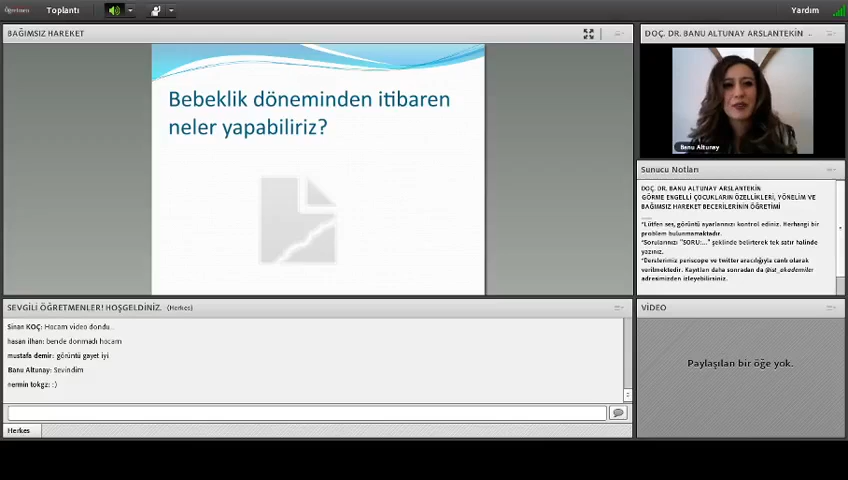 öğretmen Toplantı Yardım
BAĞIMSIZ HAREKET
Bebeklik döneminden itibaren
neler yapabiliriz?
DOÇ. DR. BANU ALTUNAY ARSLANTEKİN ..
Banu Altunay
Sunucu Notları
DOÇ. DR. BANU ALTUNAY ARSLANTEKİN
GÖRME ENGELLİ ÇOCUKLARIN ÖZELLİKLERİ, YÖNELİM VE
BAĞIMSIZ HAREKET BECERİLERİNİN ÖĞRETİMİ
*Lütfen ses, görüntü ayarlarınızı kontrol ediniz. Herhangi bir
problem bulunmamaktadır.
*Sorularınızı "SORU:..." şeklinde belirterek tek satır halinde
yazınız.
*Derslerimiz periscope ve twitter aracılığıyla canlı olarak
verilmektedir. Kayıtları daha sonradan da @ist_akademiler
adresimizden izleyebilirsiniz.
SEVGİLİ ÖĞRETMENLER! HOŞGELDİNİZ. (Herkes)
Sinan KOÇ: Hocam video dondu..
hasan ilhan: bende donmadı hocam
mustafa demir: görüntü gayet iyi
Banu Altunay: Sevindim
nermin tokgz: :)
Herkes
VİDEO
Paylaşılan bir öğe yok.